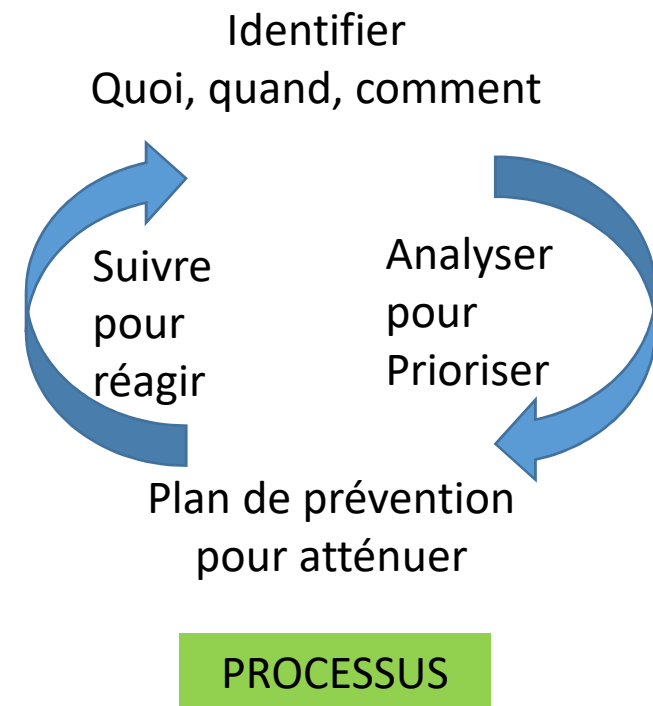 Identifier
Quoi, quand, comment
Suivre
pour
réagir
Analyser
pour
Prioriser
Plan de prévention
pour atténuer
PROCESSUS